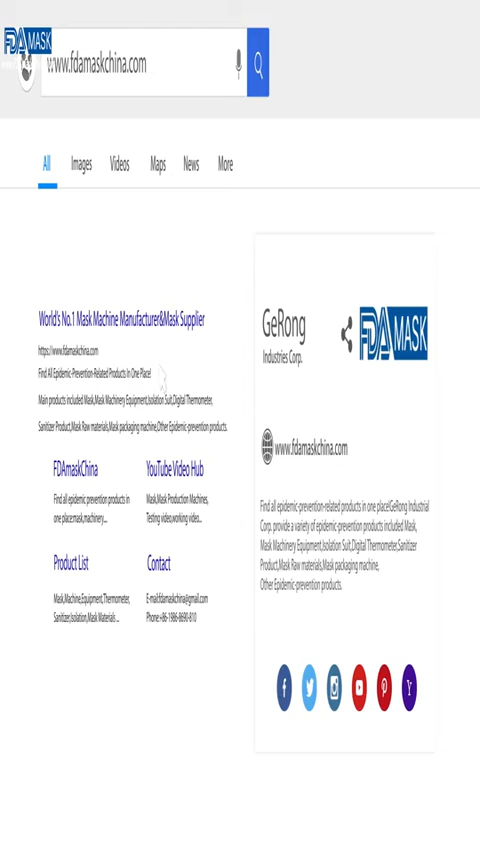 FDA MASK
www.fdamaskchina.com
All Images Videos Maps News More
World's No.1 Mask Machine Manufacturer&Mask Supplier
https://www.fdamaskchina.com
Find All Epidemic-Prevention-Related Products In One Place!
Main products included Mask,Mask Machinery Equipment,Isolation Suit,Digital Thermometer,
Sanitizer Product,Mask Raw materials,Mask packaging machine,Other Epidemic-prevention products.
FDAmaskChina
Find all epidemic prevention products in
one place:mask,machinery...
YouTube Video Hub
Mask,Mask Production Machines,
Testing video,working video...
Product List
Mask,Machine,Equipment,Thermometer,
Sanitizer,Isolation,Mask Materials ...
Contact
E-mail:fdamaskchina@gmail.com
Phone:+86-1986-8690-810
GeRong
Industries Corp.
FDA MASK
www.fdamaskchina.com
Find all epidemic-prevention-related products in one place!GeRong Industrial
Corp. provide a variety of epidemic-prevention products included Mask,
Mask Machinery Equipment,Isolation Suit,Digital Thermometer,Sanitizer
Product,Mask Raw materials,Mask packaging machine,
Other Epidemic-prevention products.